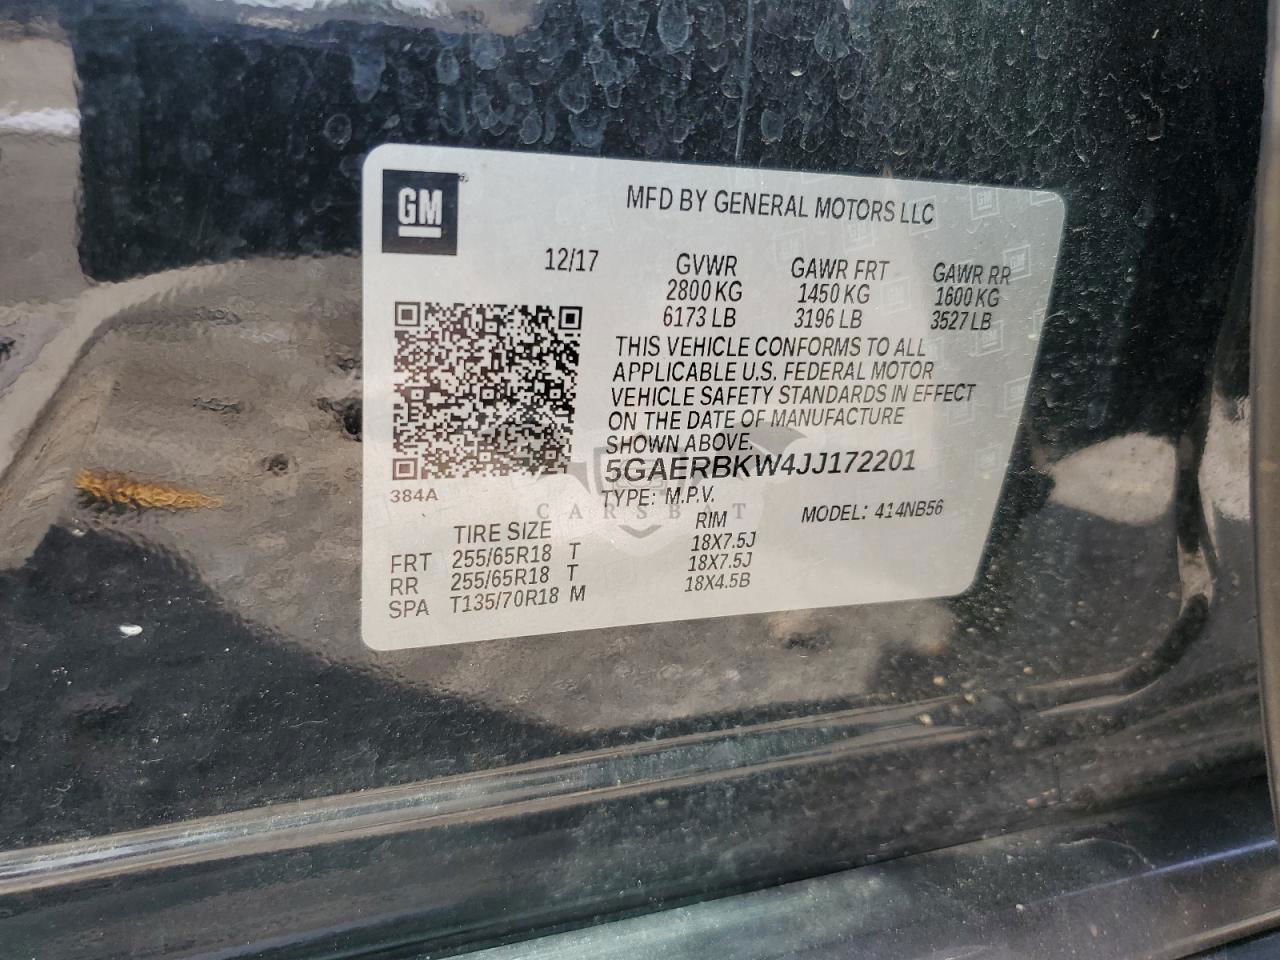 GM
MFD BY GENERAL MOTORS LLC
12/17
GVWR GAWR FRT GAWR RR
2800 KG 1450 KG 1600 KG
6173 LB 3196 LB 3527 LB
THIS VEHICLE CONFORMS TO ALL
APPLICABLE U.S. FEDERAL MOTOR
VEHICLE SAFETY STANDARDS IN EFFECT
ON THE DATE OF MANUFACTURE
SHOWN ABOVE.
5GAERBKW4JJ172201
384A
TYPE: M.P.V. MODEL: 414NB56
CARSBAT
TIRE SIZE RIM
FRT 255/65R18 T 18X7.5J
RR 255/65R18 T 18X7.5J
SPA T135/70R18 M 18X4.5B